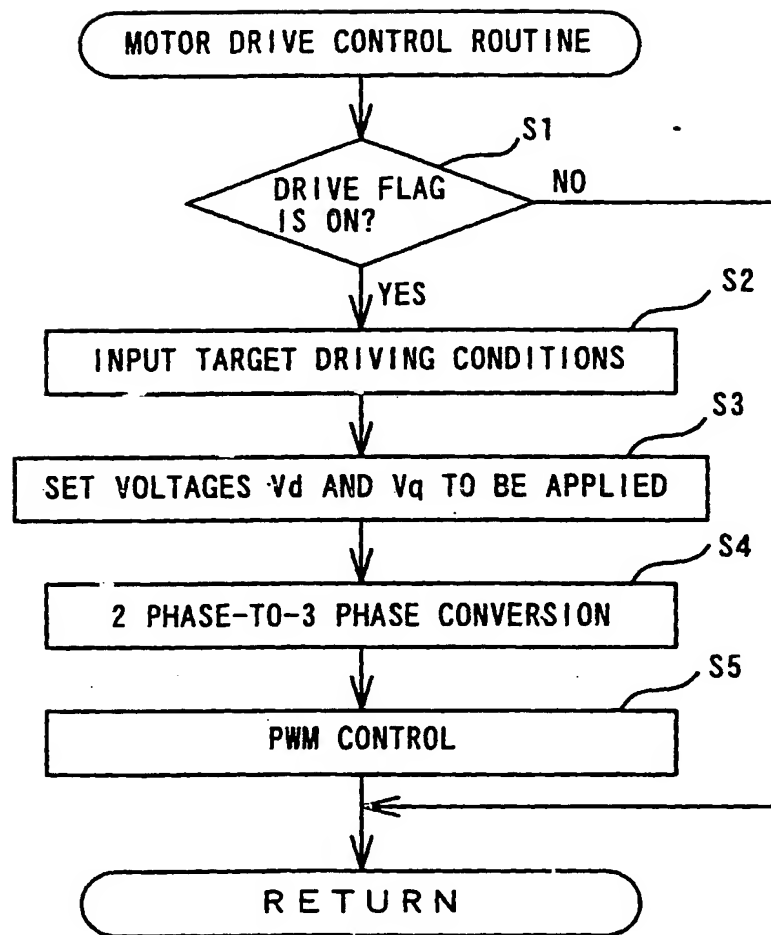 MOTOR DRIVE CONTROL ROUTINE
S1
DRIVE FLAG
IS ON?
NO
YES
S2
INPUT TARGET DRIVING CONDITIONS
S3
SET VOLTAGES Vd AND Vq TO BE APPLIED
S4
2 PHASE-TO-3 PHASE CONVERSION
S5
PWM CONTROL
RETURN